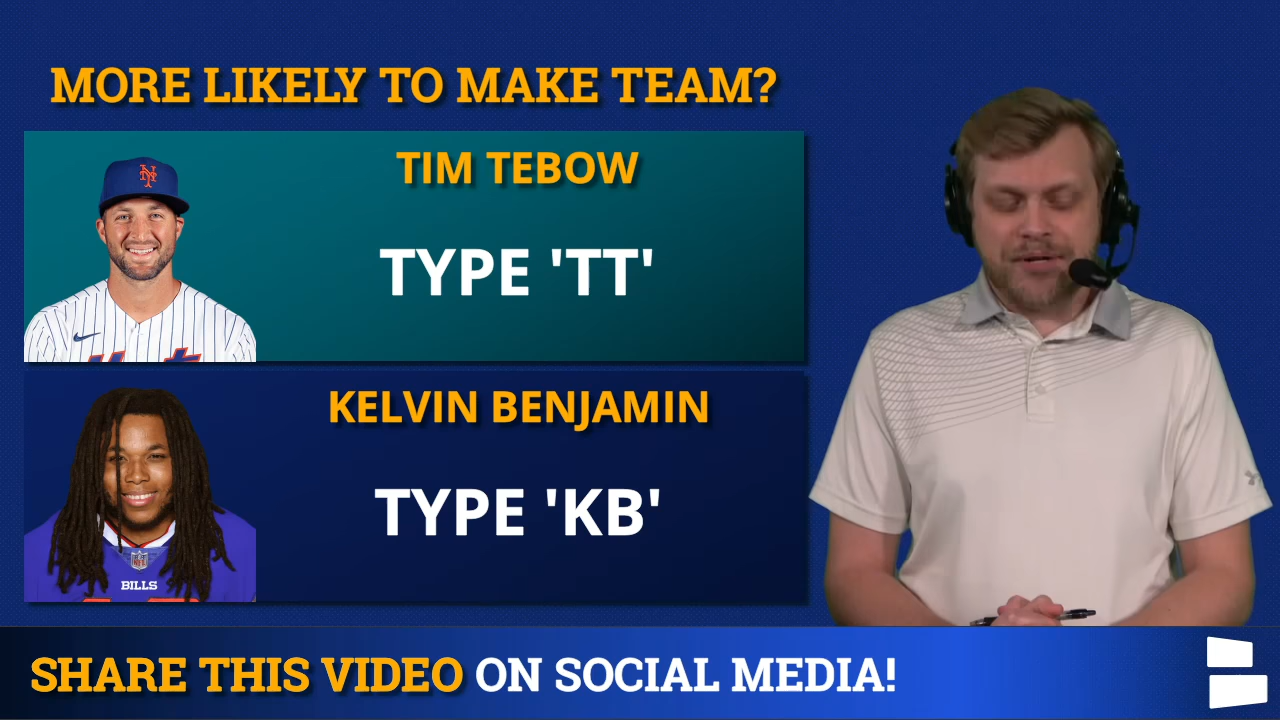 MORE LIKELY TO MAKE TEAM?
TIM TEBOW
TYPE 'TT'
KELVIN BENJAMIN
TYPE 'KB'
BILLS
SHARE THIS VIDEO ON SOCIAL MEDIA!